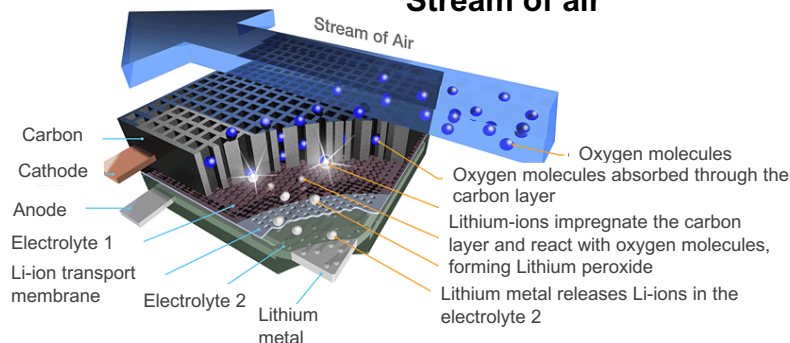 Stream of air
Stream of Air
Carbon
Cathode
Anode
Electrolyte 1
Li-ion transport
membrane
Electrolyte 2
Lithium
metal
Oxygen molecules
Oxygen molecules absorbed through the
carbon layer
Lithium-ions impregnate the carbon
layer and react with oxygen molecules,
forming Lithium peroxide
Lithium metal releases Li-ions in the
electrolyte 2